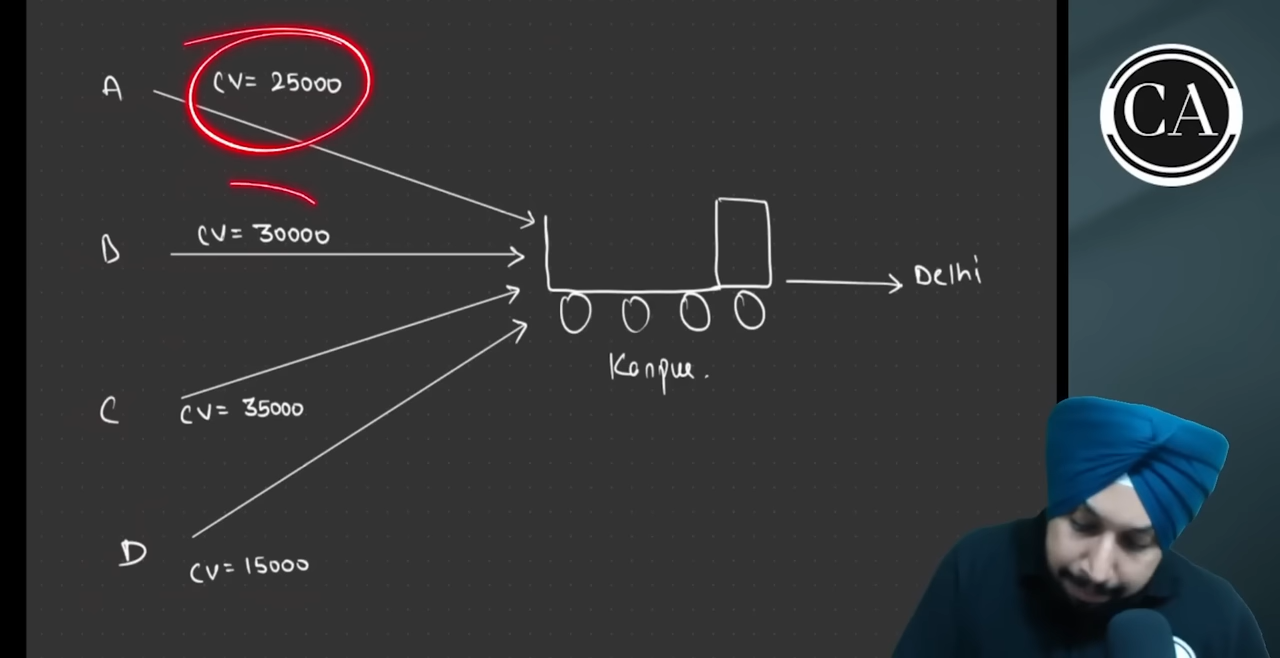 A CV= 25000
B CV= 30000
C CV= 35000
D CV= 15000
Delhi
Kanpur.
CA